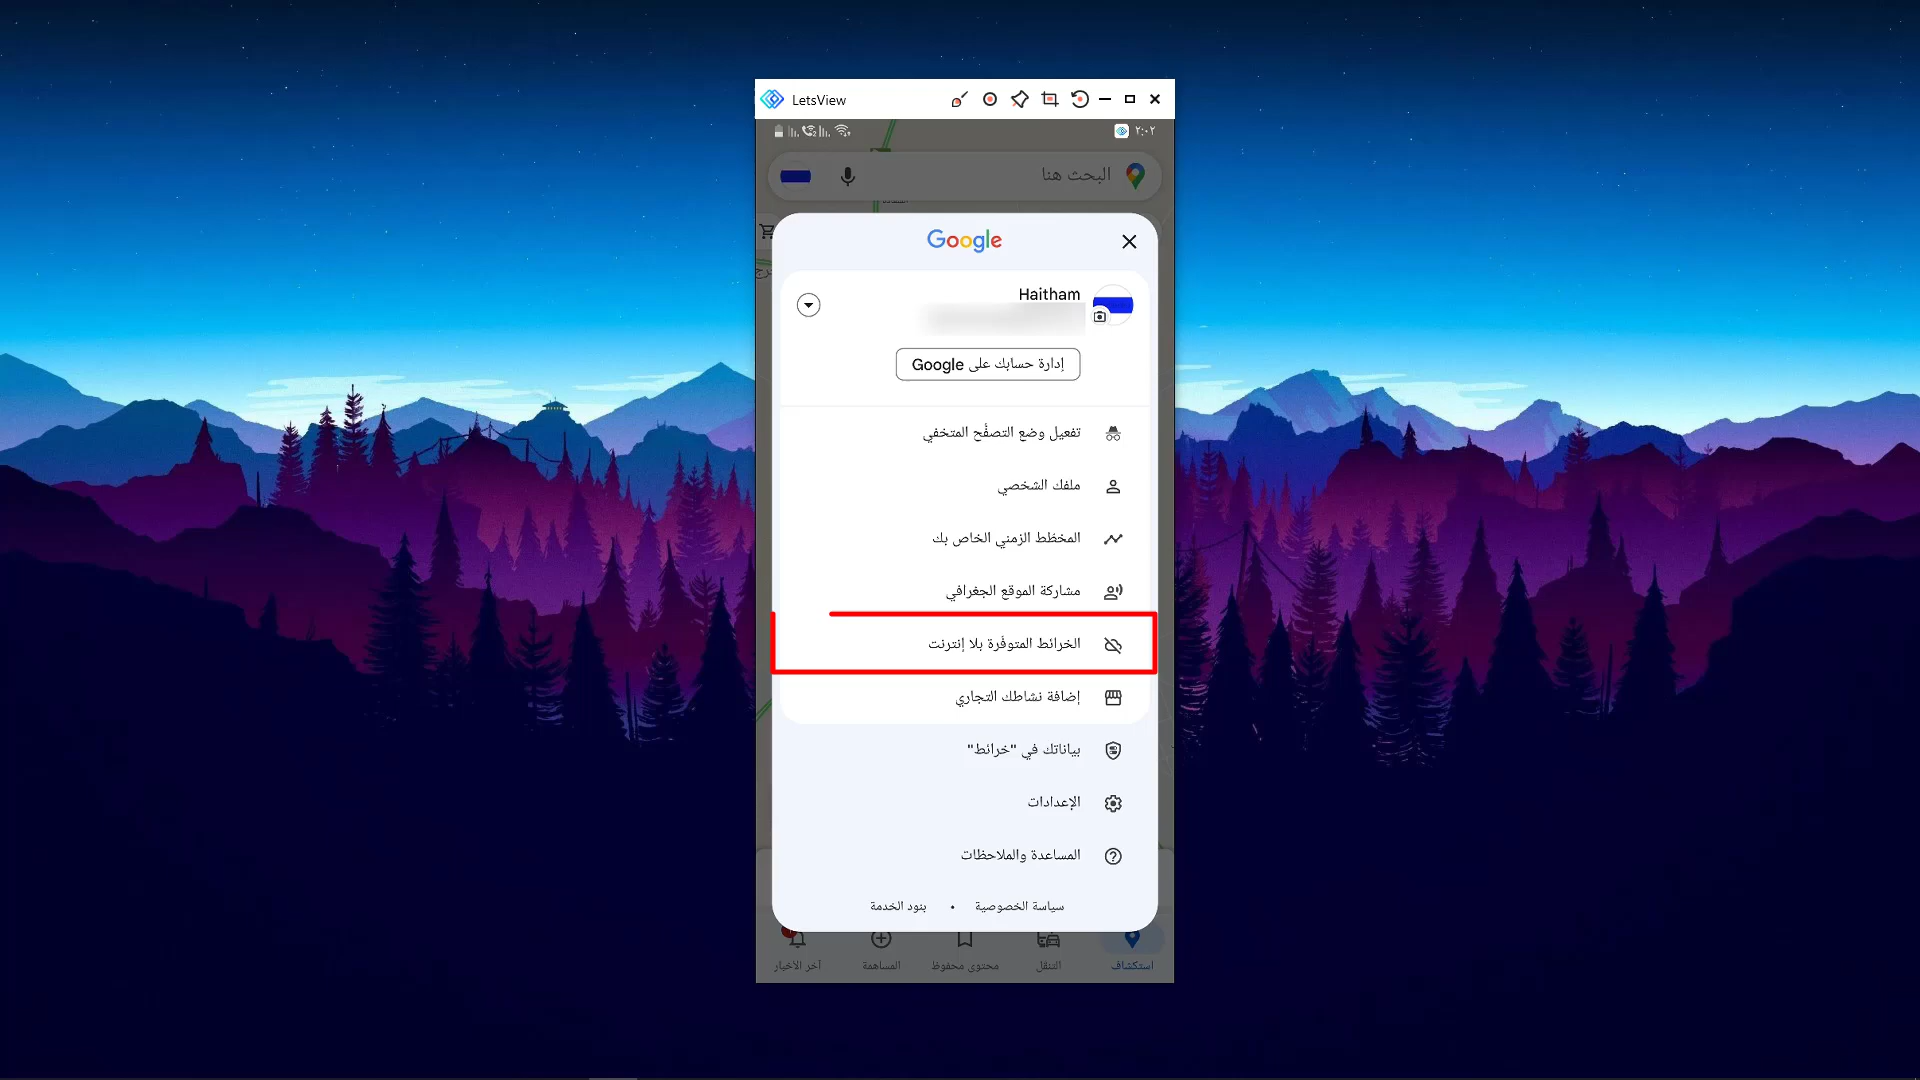 LetsView
٢:٠٢
البحث هنا
Google
Haitham
إدارة حسابك على Google
تفعيل وضع التصفّح المتخفي
ملفك الشخصي
المخطّط الزمني الخاص بك
مشاركة الموقع الجغرافي
الخرائط المتوفّرة بلا إنترنت
إضافة نشاطك التجاري
بياناتك في "خرائط"
الإعدادات
المساعدة والملاحظات
سياسة الخصوصية • بنود الخدمة
استكشاف
التنقل
محتوى محفوظ
المساهمة
آخر الأخبار